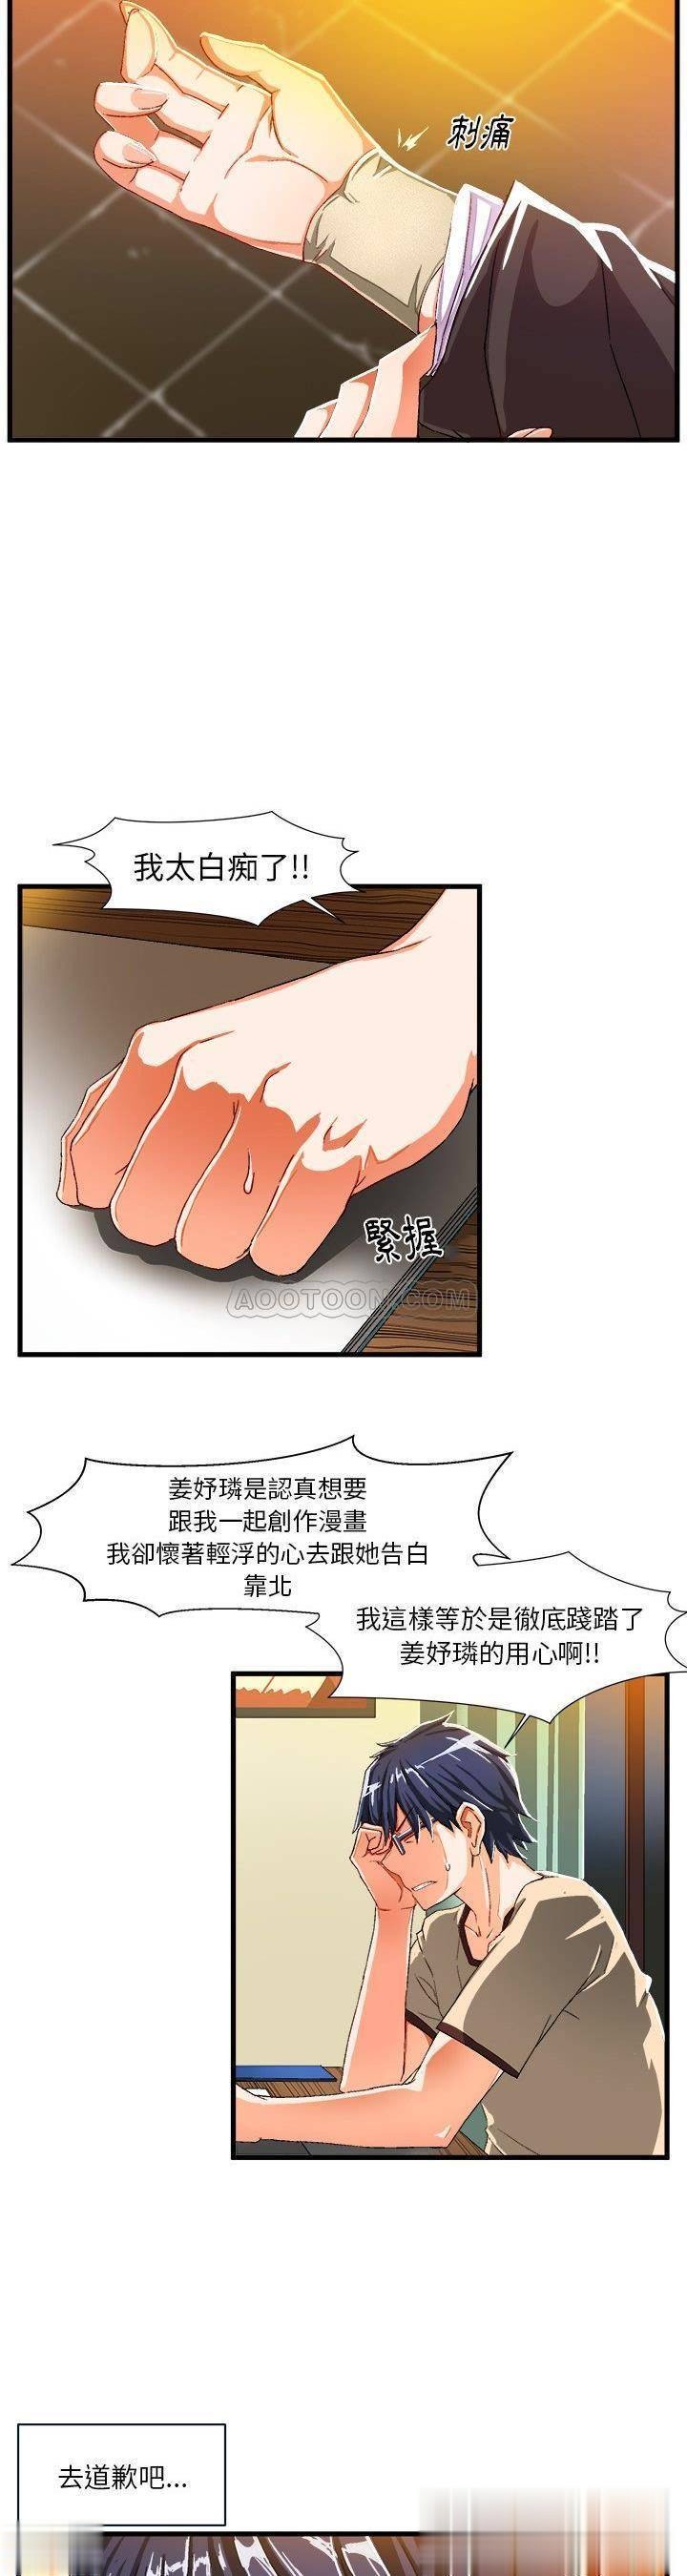 刺痛
我太白痴了!!
緊握
AOOTOON.COM
姜妤璘是認真想要
跟我一起創作漫畫
我卻懷著輕浮的心去跟她告白
靠北
我這樣等於是徹底踐踏了
姜妤璘的用心啊!!
去道歉吧...